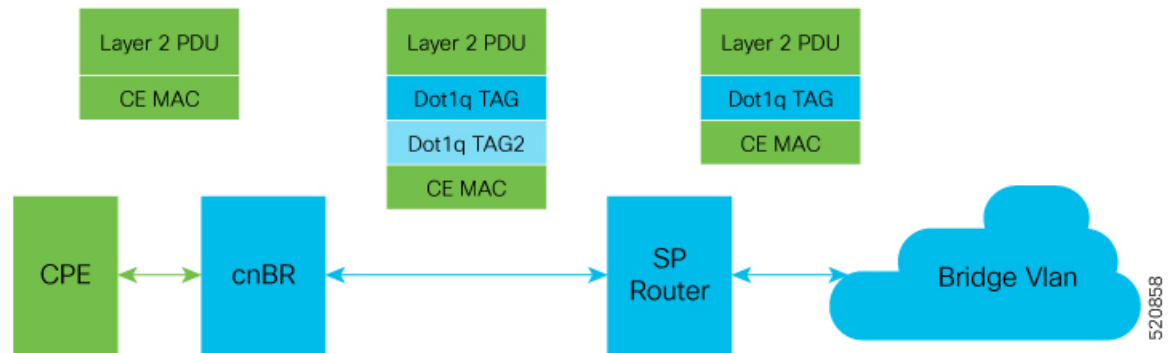 Layer 2 PDU
CE MAC
Layer 2 PDU
Dot1q TAG
Dot1q TAG2
CE MAC
Layer 2 PDU
Dot1q TAG
CE MAC
CPE
cnBR
SP
Router
Bridge Vlan
520858